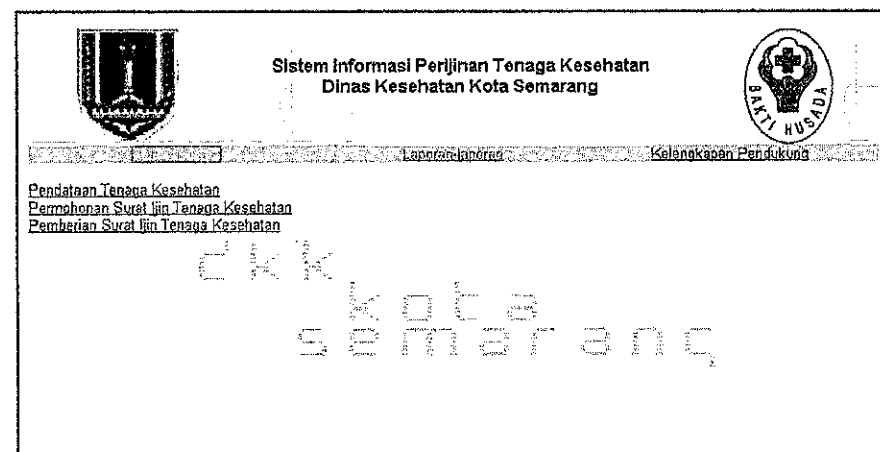 Sistem Informasi Perijinan Tenaga Kesehatan
Dinas Kesehatan Kota Semarang
BAKTI HUSADA
Laporan-laporan Kelengkapan Pendukung
Pendataan Tenaga Kesehatan
Permohonan Surat Ijin Tenaga Kesehatan
Pemberian Surat Ijin Tenaga Kesehatan
dkk
kota
semarang